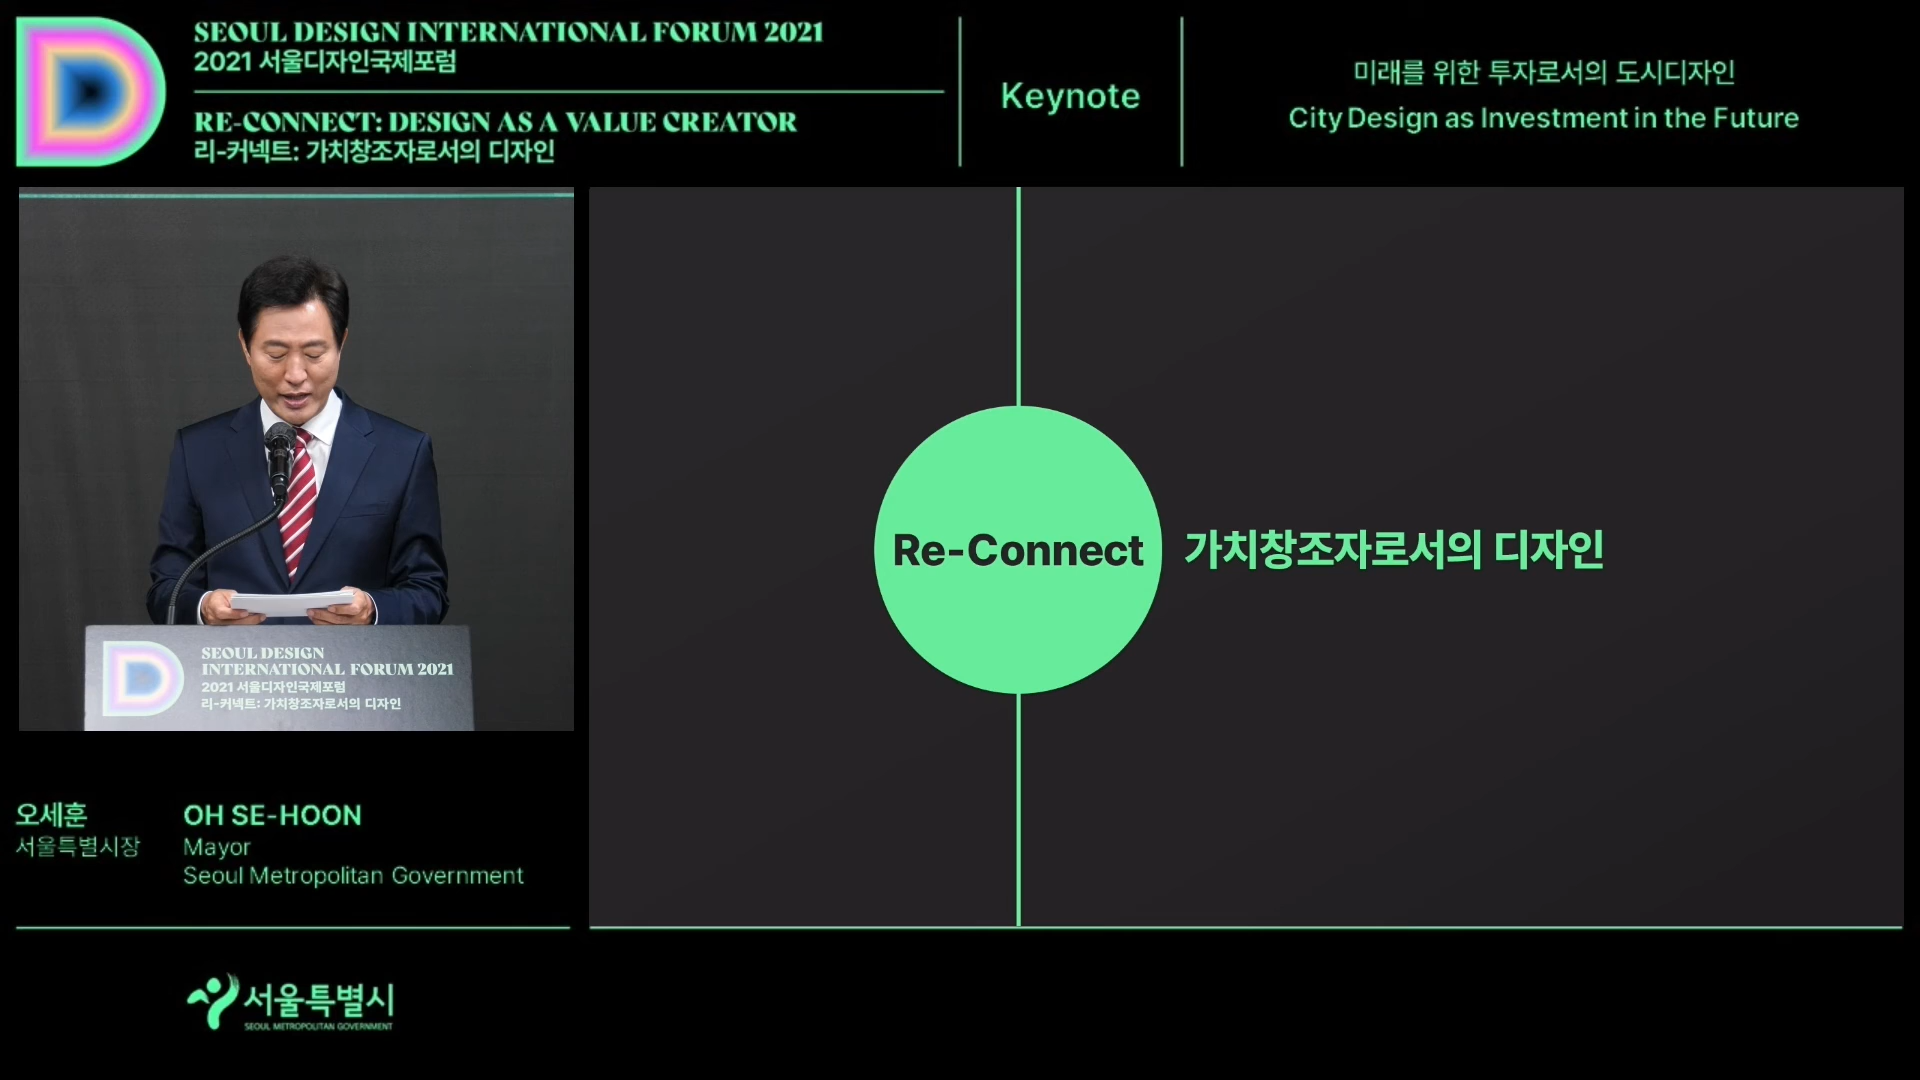 SEOUL DESIGN INTERNATIONAL FORUM 2021
2021 서울디자인국제포럼
RE-CONNECT: DESIGN AS A VALUE CREATOR
리-커넥트: 가치창조자로서의 디자인
Keynote
미래를 위한 투자로서의 도시디자인
City Design as Investment in the Future
Re-Connect 가치창조자로서의 디자인
SEOUL DESIGN
INTERNATIONAL FORUM 2021
2021 서울디자인국제포럼
리-커넥트: 가치창조자로서의 디자인
오세훈
서울특별시장
OH SE-HOON
Mayor
Seoul Metropolitan Government
서울특별시
SEOUL METROPOLITAN GOVERNMENT